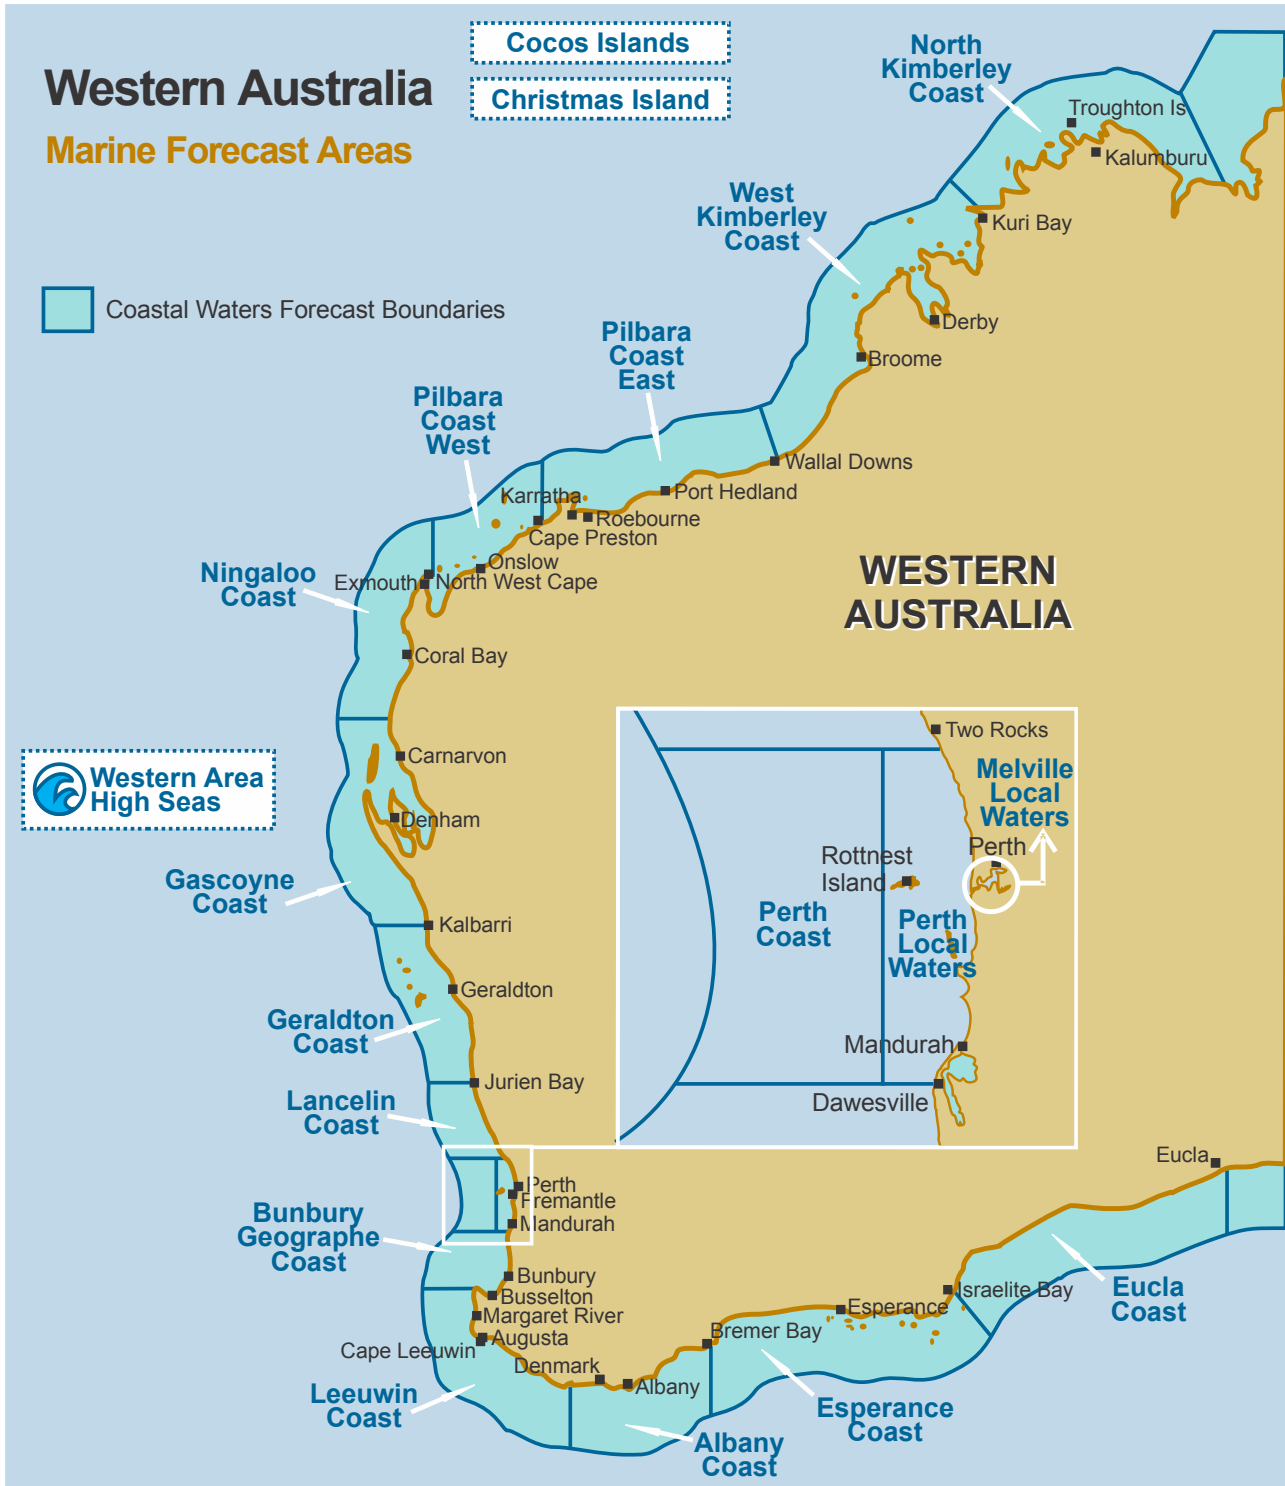 Western Australia
Marine Forecast Areas
Cocos Islands
Christmas Island
Coastal Waters Forecast Boundaries
North
Kimberley
Coast
Troughton Is
Kalumburu
West
Kimberley
Coast
Kuri Bay
Derby
Broome
Pilbara
Coast
East
Wallal Downs
Port Hedland
Pilbara
Coast
West
Karratha
Roebourne
Cape Preston
Onslow
Ningaloo
Coast
Exmouth
North West Cape
Coral Bay
WESTERN
AUSTRALIA
Carnarvon
Western Area
High Seas
Denham
Gascoyne
Coast
Kalbarri
Geraldton
Geraldton
Coast
Jurien Bay
Lancelin
Coast
Two Rocks
Melville
Local
Waters
Perth
Rottnest
Island
Perth
Coast
Perth
Local
Waters
Mandurah
Dawesville
Perth
Fremantle
Mandurah
Bunbury
Geographe
Coast
Bunbury
Busselton
Margaret River
Augusta
Cape Leeuwin
Leeuwin
Coast
Denmark
Albany
Albany
Coast
Bremer Bay
Esperance
Esperance
Coast
Israelite Bay
Eucla
Eucla
Coast